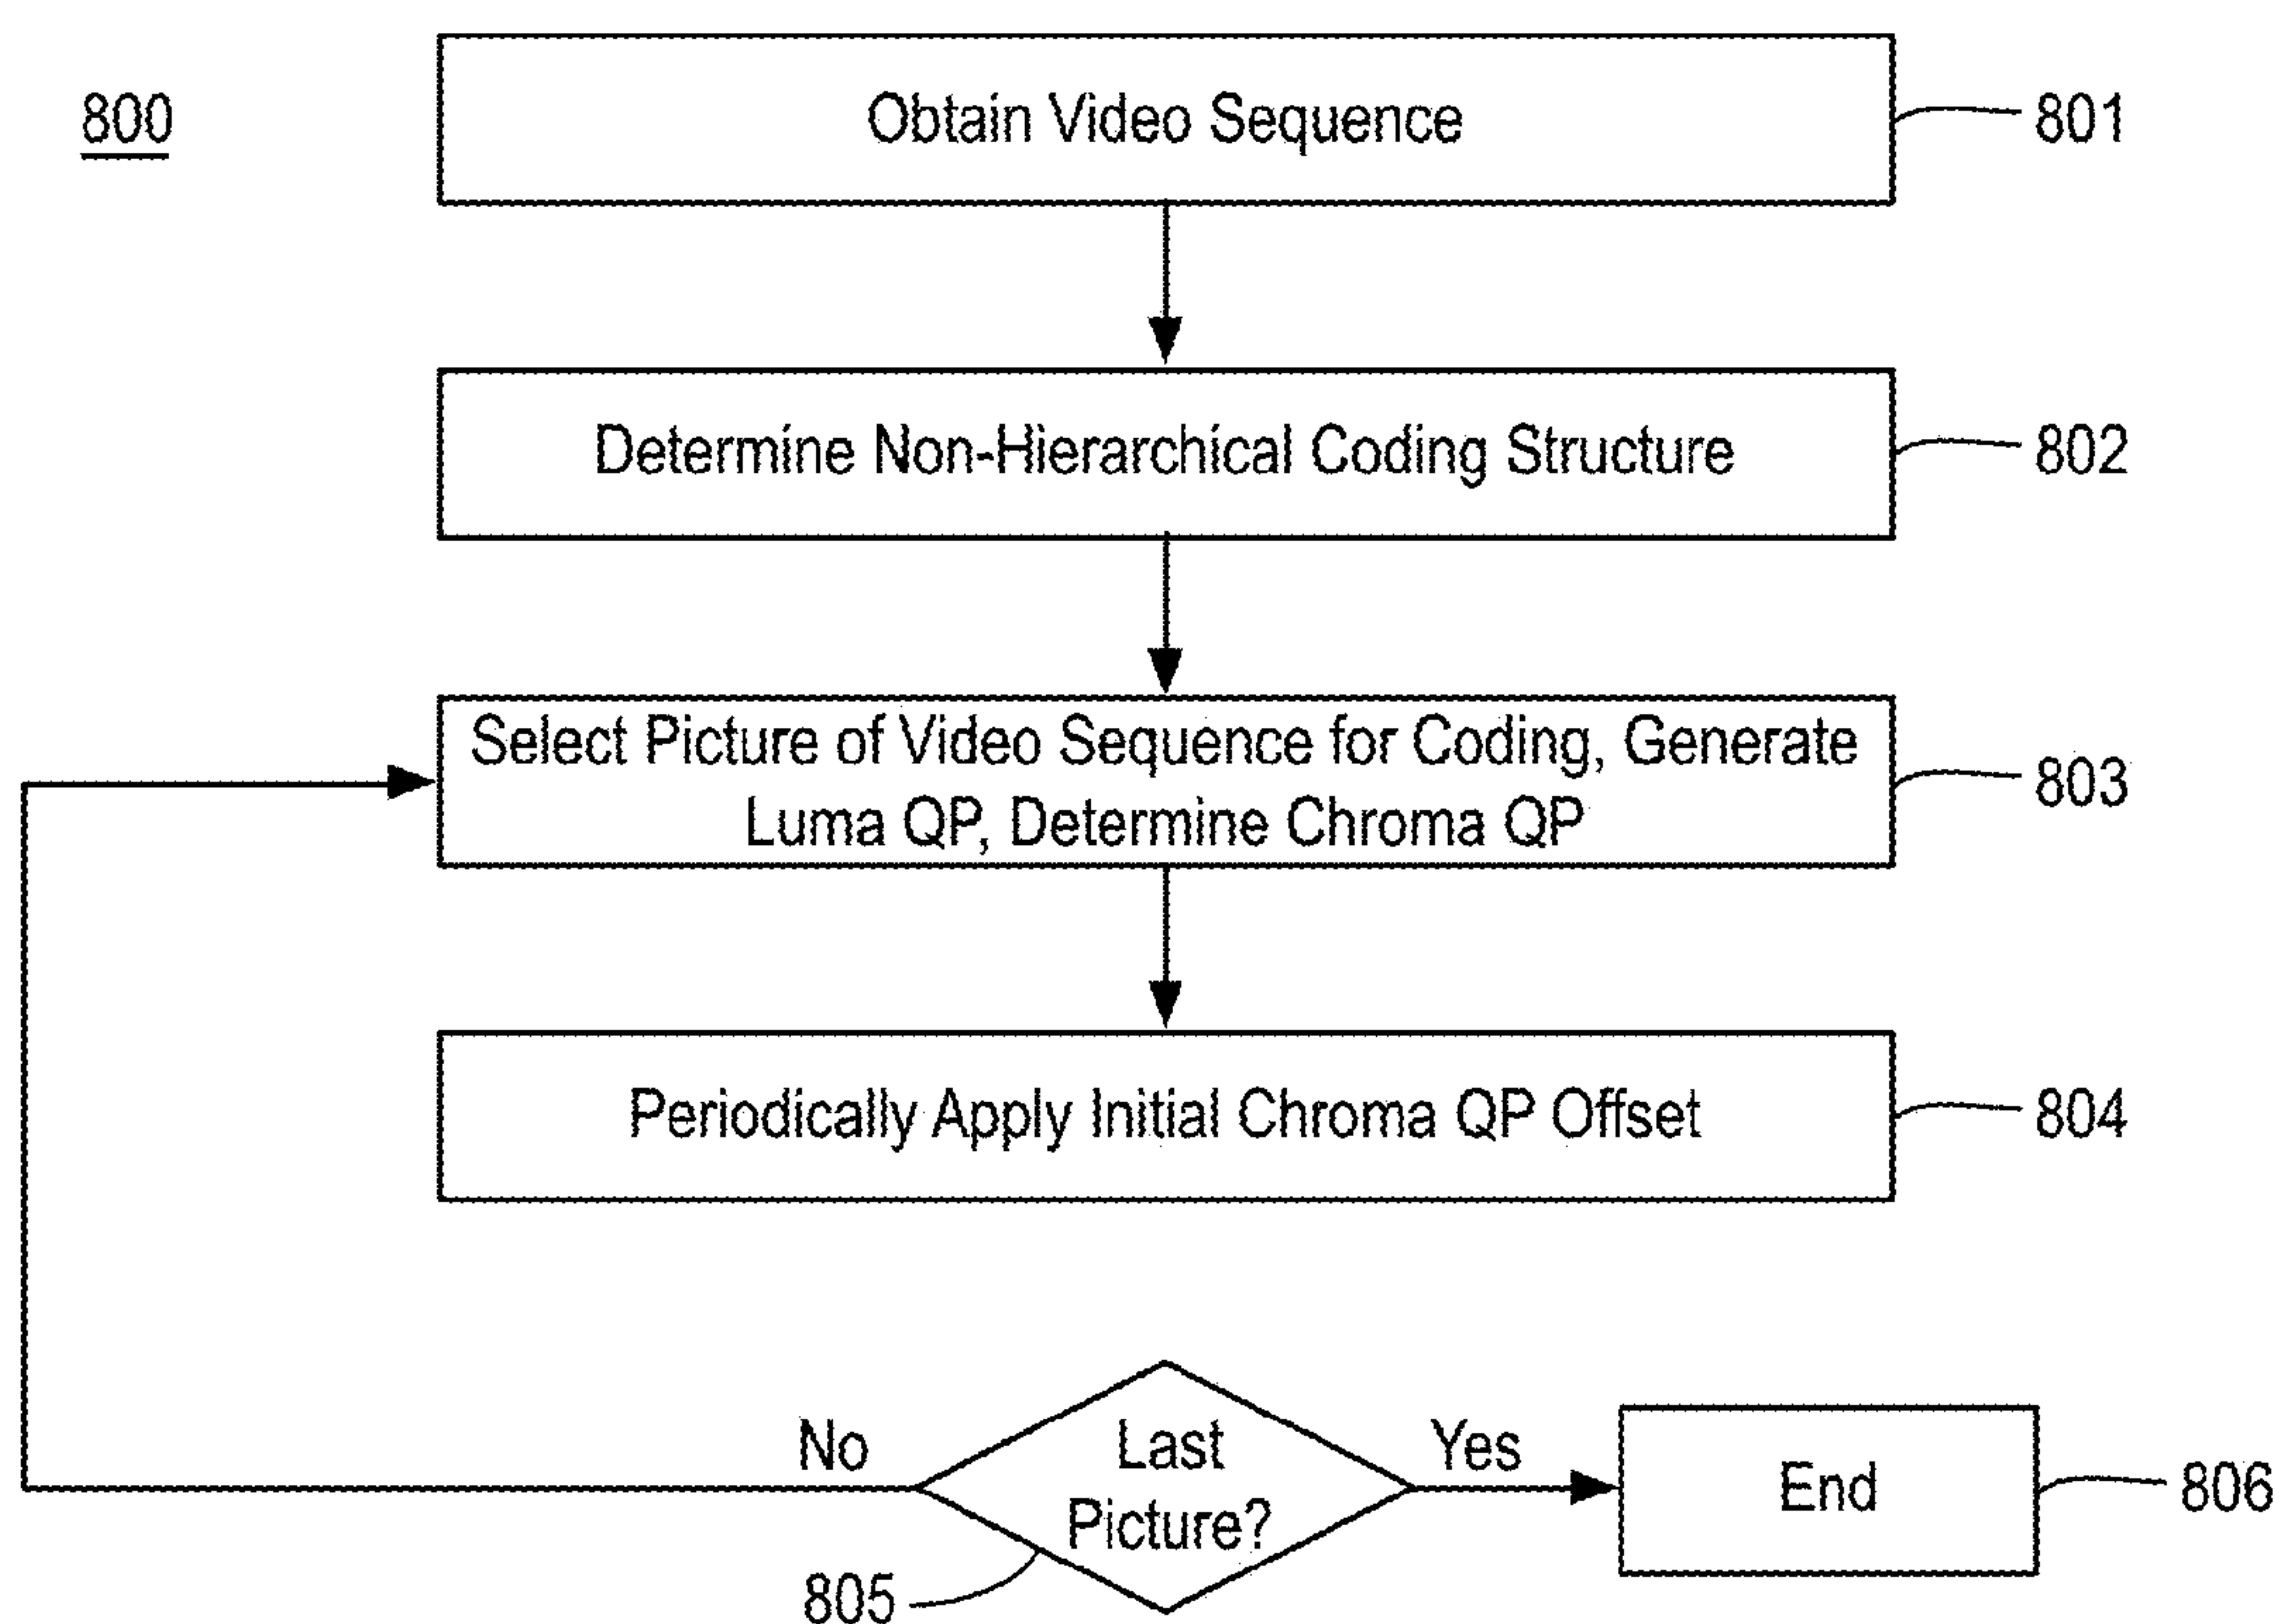 800
Obtain Video Sequence
801
Determine Non-Hierarchical Coding Structure
802
Select Picture of Video Sequence for Coding, Generate
Luma QP, Determine Chroma QP
803
Periodically Apply Initial Chroma QP Offset
804
No
Last
Picture?
Yes
End
806
805